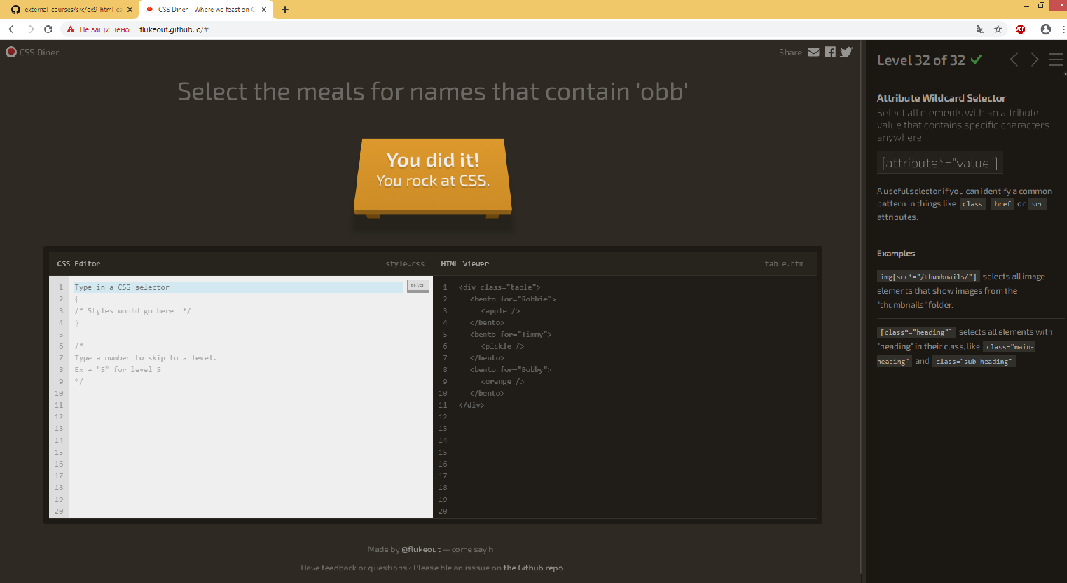 CSS Diner - Where we feast on
flukeout.github.io/#
CSS Diner
Share
Level 32 of 32
Select the meals for names that contain 'obb'
You did it!
You rock at CSS.
Attribute Wildcard Selector
Select all elements with an attribute
value that contains specific characters
anywhere
[attribute*="value"]
A useful selector if you can identify a common
pattern in things like class, href or src
attributes.
Examples
img[src*="/thumbnails/"] selects all image
elements that show images from the
"thumbnails" folder.
[class*="heading"] selects all elements with
"heading" in their class, like class="main-
heading" and class="sub-heading"
CSS Editor
style.css
1 Type in a CSS selector
2 {
3 /* Styles would go here. */
4 }
5
6 /*
7 Type a number to skip to a level.
8 Ex → "5" for level 5
9 */
10
11
12
13
14
15
16
17
18
19
20
HTML Viewer
table.html
1 <div class="table">
2 <bento for="Robbie">
3 <apple />
4 </bento>
5 <bento for="Timmy">
6 <pickle />
7 </bento>
8 <bento for="Bobby">
9 <orange />
10 </bento>
11 </div>
12
13
14
15
16
17
18
19
20
Made by @flukeout — come say hi
Have feedback or questions? Please file an issue on the Github repo